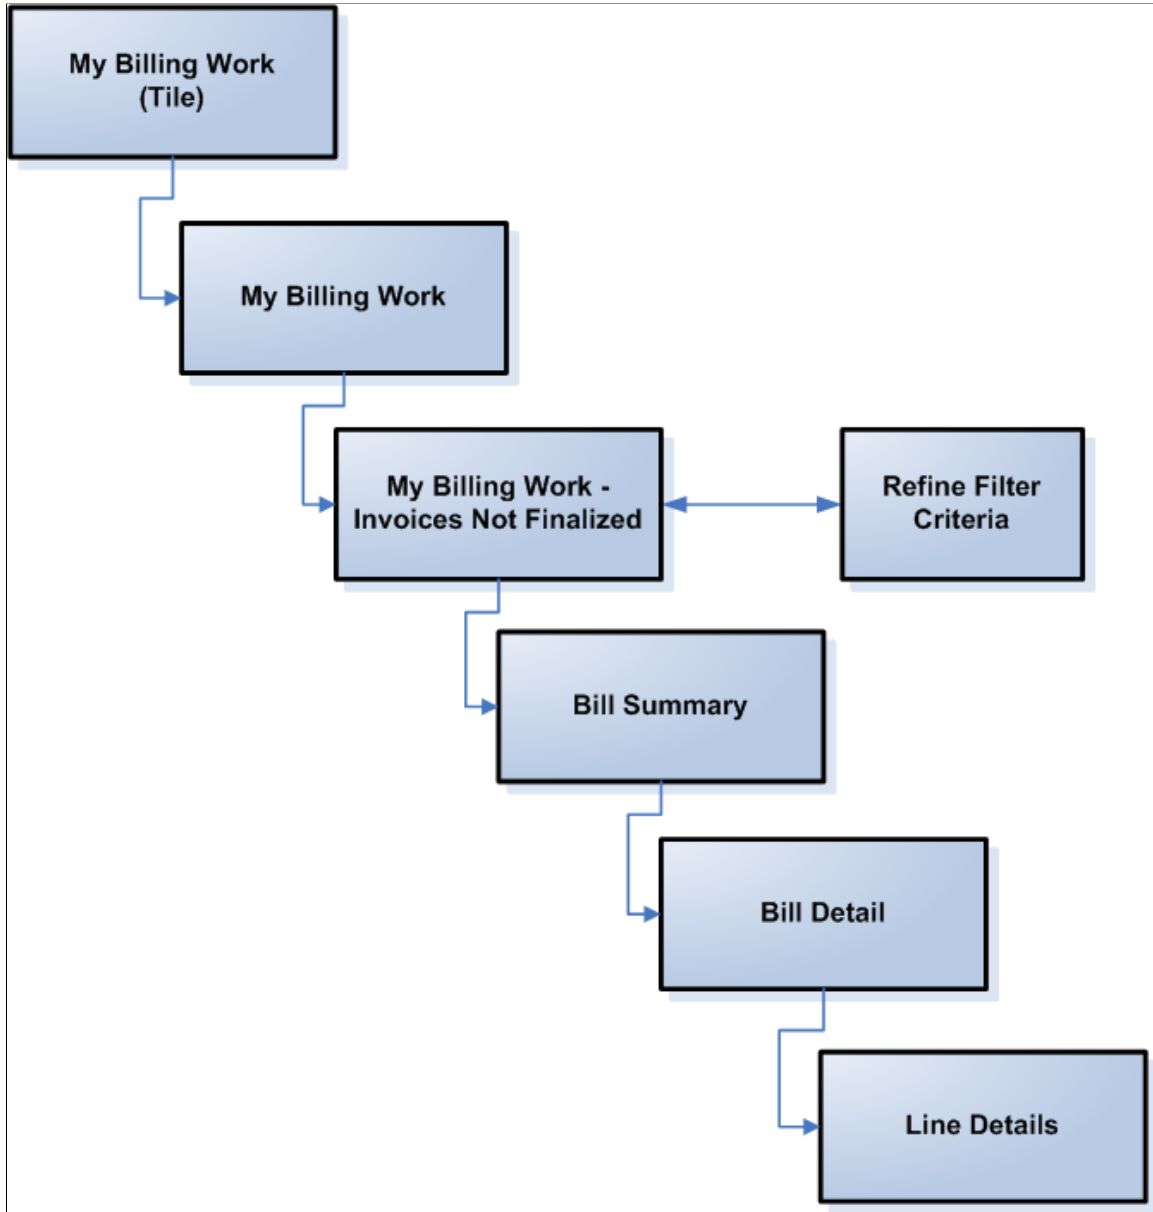 My Billing Work
(Tile)
My Billing Work
My Billing Work -
Invoices Not Finalized
Refine Filter
Criteria
Bill Summary
Bill Detail
Line Details